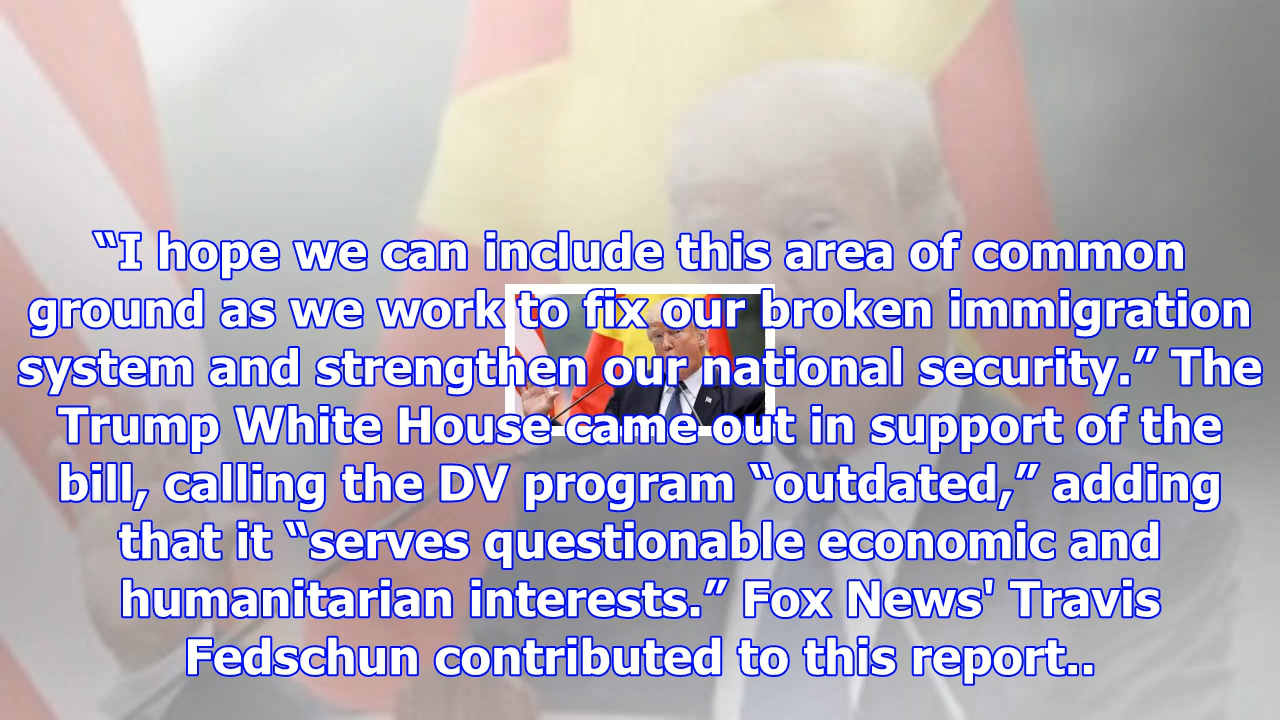 “I hope we can include this area of common
ground as we work to fix our broken immigration
system and strengthen our national security.” The
Trump White House came out in support of the
bill, calling the DV program “outdated,” adding
that it “serves questionable economic and
humanitarian interests.” Fox News' Travis
Fedschun contributed to this report..